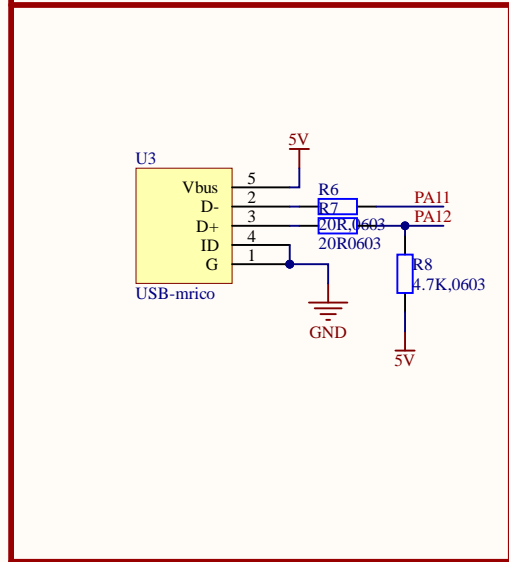 5V
U3
Vbus
5
D-
2
D+
3
ID
4
G
1
USB-mrico
R6
R7
20R,0603
20R0603
PA11
PA12
R8
4.7K,0603
GND
5V